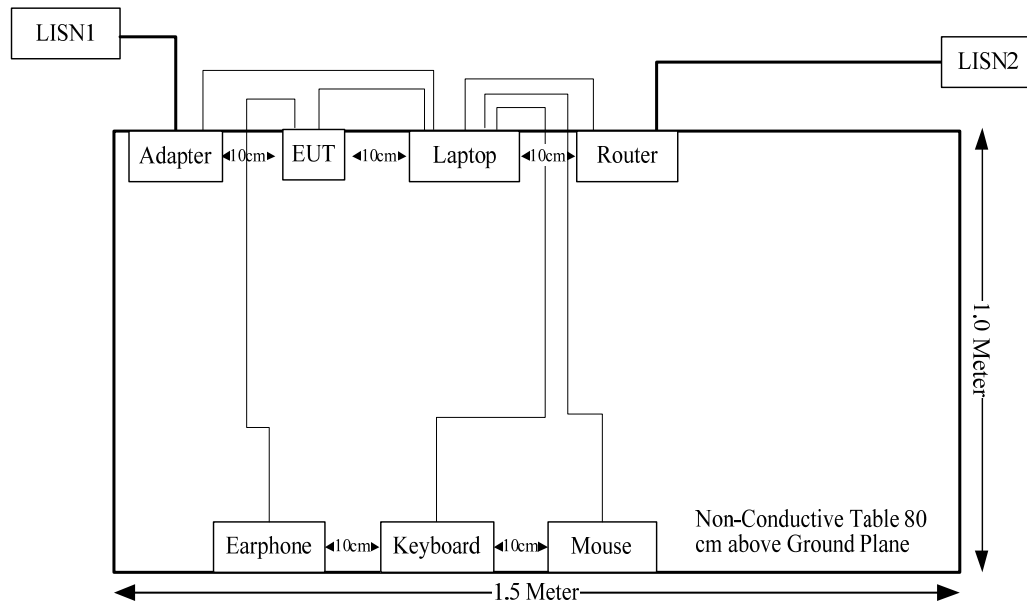 LISN1
LISN2
Adapter
10cm
EUT
10cm
Laptop
10cm
Router
1.0 Meter
Earphone
10cm
Keyboard
10cm
Mouse
Non-Conductive Table 80
cm above Ground Plane
1.5 Meter